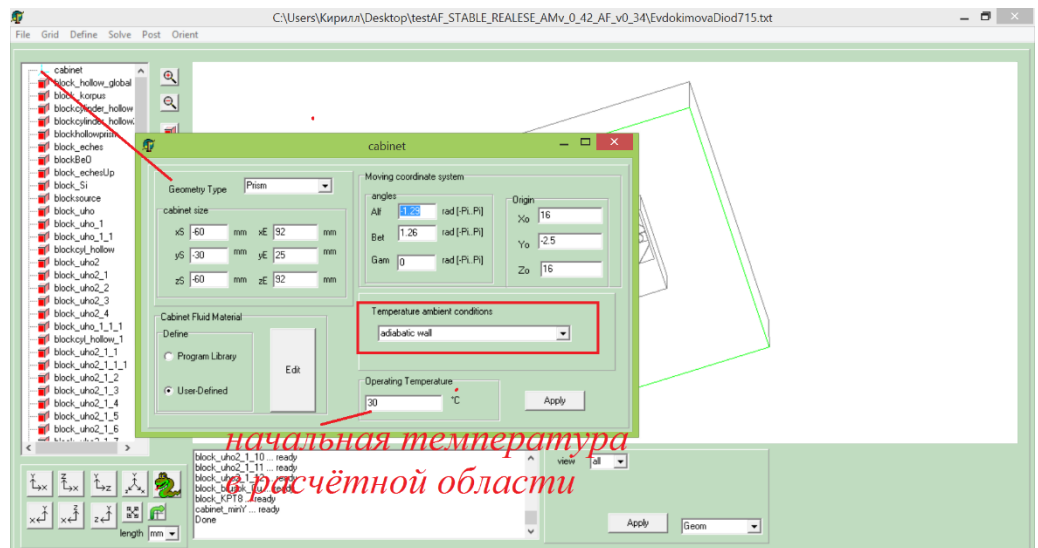 C:\Users\Кирилл\Desktop\testAF_STABLE_REALESE_AMv_0_42_AF_v0_34\EvdokimovaDiod715.txt
File Grid Define Solve Post Orient
cabinet
block_hollow_global
block_korpus
blockcylinder_hollow
blockcylinder_hollow
blockhollowprism
block_eches
blockBeO
block_echesUp
block_Si
blocksource
block_uho
block_uho_1
block_uho_1_1
blockcyl_hollow
block_uho2
block_uho2_1
block_uho2_2
block_uho2_3
block_uho2_4
block_uho_1_1_1
blockcyl_hollow_1
block_uho2_1_1
block_uho2_1_1_1
block_uho2_1_2
block_uho2_1_3
block_uho2_1_4
block_uho2_1_5
block_uho2_1_6
cabinet
Geometry Type Prism
cabinet size
xS -60 mm xE 92 mm
yS -30 mm yE 25 mm
zS -60 mm zE 92 mm
Cabinet Fluid Material
Define
Program Library
User-Defined
Edit
Moving coordinate system
angles
Alf -1.29 rad [-Pi..Pi]
Bet 1.26 rad [-Pi..Pi]
Gam 0 rad [-Pi..Pi]
Origin
Xo 16
Yo -2.5
Zo 16
Temperature ambient conditions
adiabatic wall
Operating Temperature
30 °C
Apply
начальная температура
в расчётной области
block_uho2_1_10 ... ready
block_uho2_1_11 ... ready
block_uho2_1_12 ... ready
block_KPT8 ... ready
cabinet_minY ... ready
Done
view all
Apply Geom
Y X
Z X
Y Z
length mm